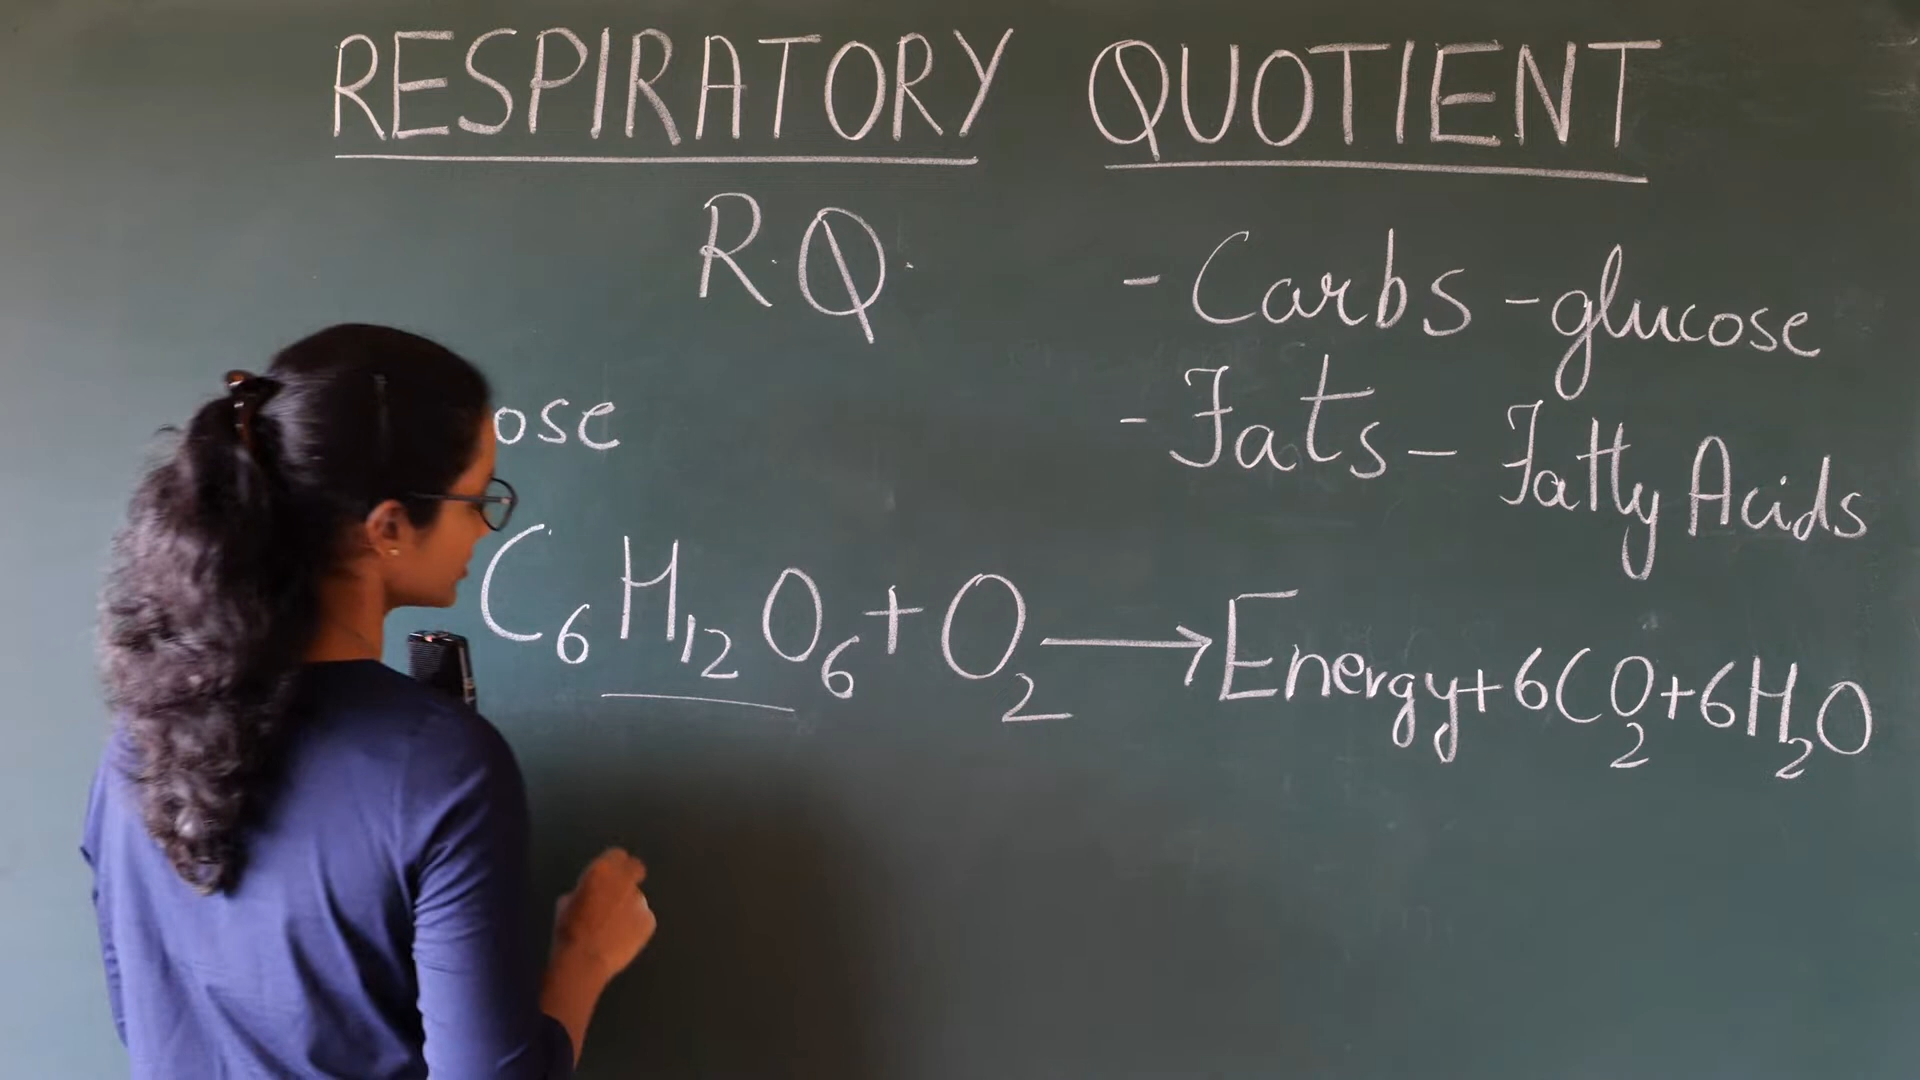 RESPIRATORY QUOTIENT
R.Q.
- Carbs - glucose
- Fats - Fatty Acids
ose
C₆H₁₂O₆ + O₂ → Energy + 6CO₂ + 6H₂O